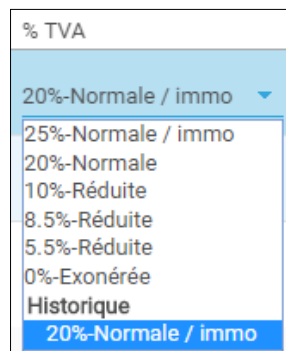 % TVA
20%-Normale / immo
25%-Normale / immo
20%-Normale
10%-Réduite
8.5%-Réduite
5.5%-Réduite
0%-Exonérée
Historique
20%-Normale / immo